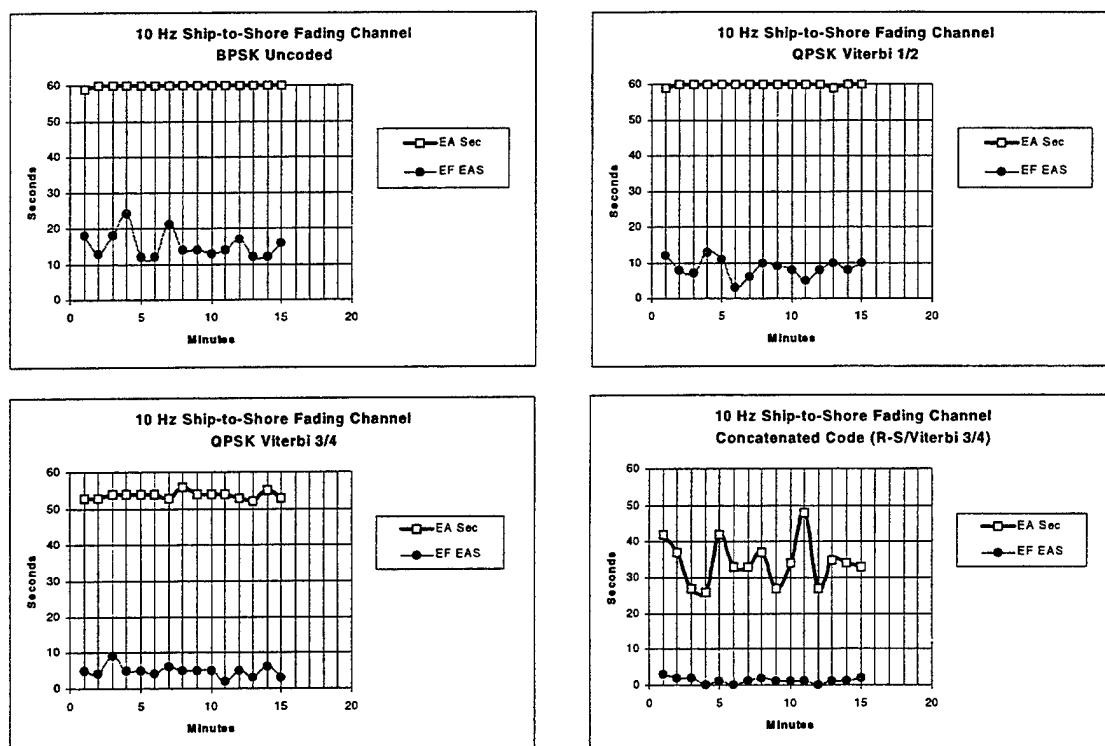 10 Hz Ship-to-Shore Fading Channel
BPSK Uncoded
60
50
40
30
20
10
0
Seconds
0 5 10 15 20
Minutes
EA Sec
EF EAS
10 Hz Ship-to-Shore Fading Channel
QPSK Viterbi 1/2
60
50
40
30
20
10
0
Seconds
0 5 10 15 20
Minutes
EA Sec
EF EAS
10 Hz Ship-to-Shore Fading Channel
QPSK Viterbi 3/4
60
50
40
30
20
10
0
Seconds
0 5 10 15 20
Minutes
EA Sec
EF EAS
10 Hz Ship-to-Shore Fading Channel
Concatenated Code (R-S/Viterbi 3/4)
60
50
40
30
20
10
0
Seconds
0 5 10 15 20
Minutes
EA Sec
EF EAS